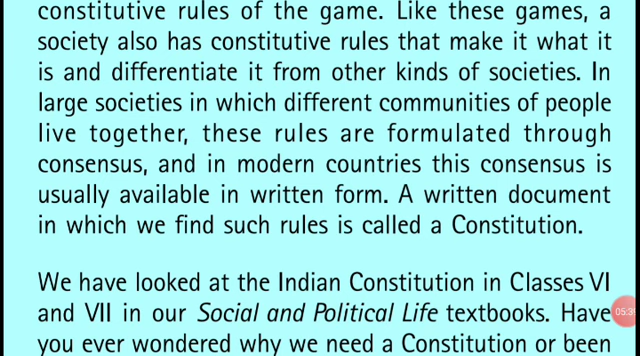 constitutive rules of the game. Like these games, a
society also has constitutive rules that make it what it
is and differentiate it from other kinds of societies. In
large societies in which different communities of people
live together, these rules are formulated through
consensus, and in modern countries this consensus is
usually available in written form. A written document
in which we find such rules is called a Constitution.
We have looked at the Indian Constitution in Classes VI
and VII in our Social and Political Life textbooks. Have
you ever wondered why we need a Constitution or been